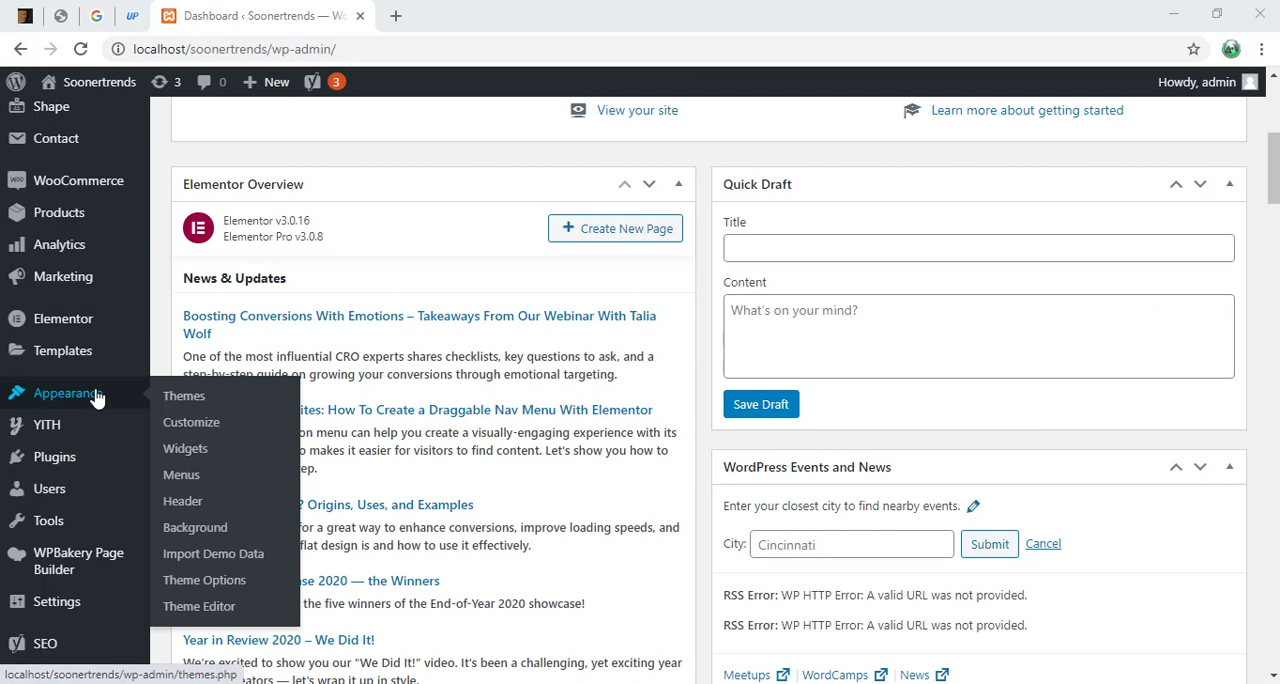 UP
Dashboard ‹ Soonertrends — Wo
localhost/soonertrends/wp-admin/
Soonertrends
3
0
New
3
Howdy, admin
Shape
Contact
WooCommerce
Products
Analytics
Marketing
Elementor
Templates
Appearance
YITH
Plugins
Users
Tools
WPBakery Page
Builder
Settings
SEO
Themes
Customize
Widgets
Menus
Header
Background
Import Demo Data
Theme Options
Theme Editor
View your site
Learn more about getting started
Elementor Overview
Elementor v3.0.16
Elementor Pro v3.0.8
Create New Page
News & Updates
Boosting Conversions With Emotions – Takeaways From Our Webinar With Talia
Wolf
One of the most influential CRO experts shares checklists, key questions to ask, and a
step-by-step guide on growing your conversions through emotional targeting.
ites: How To Create a Draggable Nav Menu With Elementor
on menu can help you create a visually-engaging experience with its
o makes it easier for visitors to find content. Let's show you how to
ep.
? Origins, Uses, and Examples
for a great way to enhance conversions, improve loading speeds, and
flat design is and how to use it effectively.
se 2020 — the Winners
the five winners of the End-of-Year 2020 showcase!
Year in Review 2020 – We Did It!
We're excited to show you our "We Did It!" video. It's been a challenging, yet exciting year
eators — let's wrap it up in style.
Quick Draft
Title
Content
What's on your mind?
Save Draft
WordPress Events and News
Enter your closest city to find nearby events.
City:
Cincinnati
Submit
Cancel
RSS Error: WP HTTP Error: A valid URL was not provided.
RSS Error: WP HTTP Error: A valid URL was not provided.
Meetups | WordCamps | News
localhost/soonertrends/wp-admin/themes.php